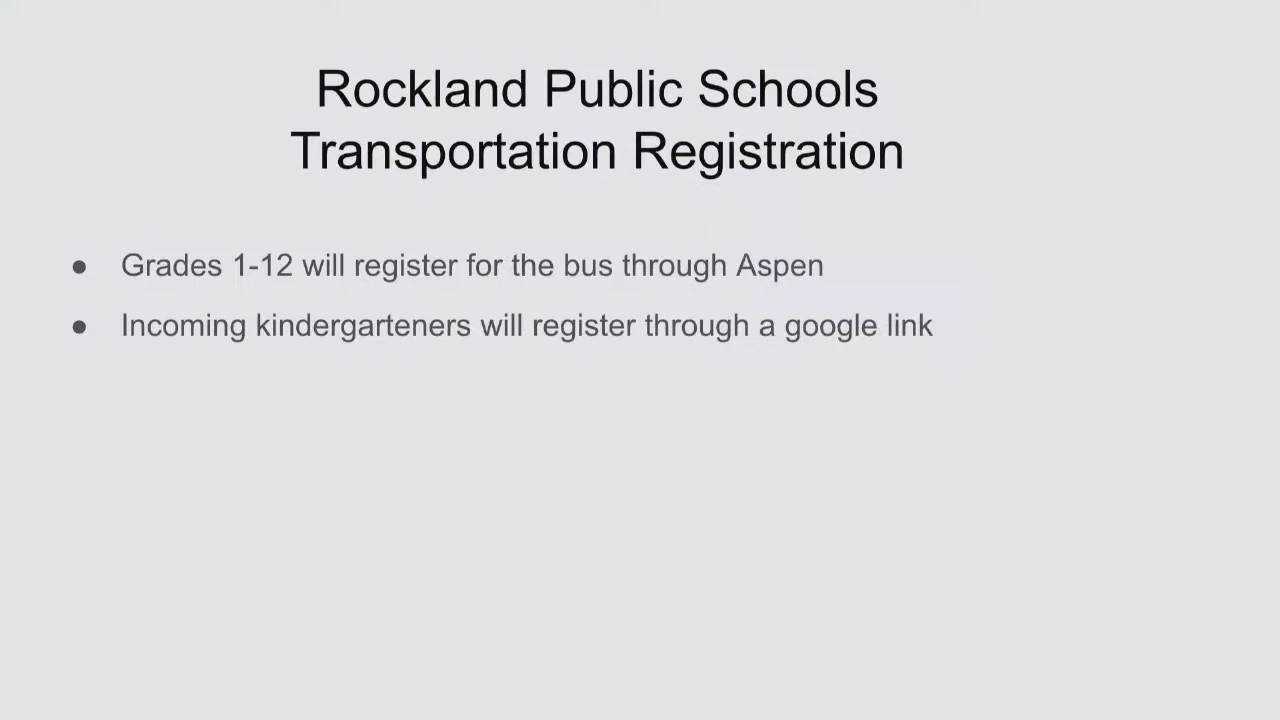 Rockland Public Schools
Transportation Registration
● Grades 1-12 will register for the bus through Aspen
● Incoming kindergarteners will register through a google link